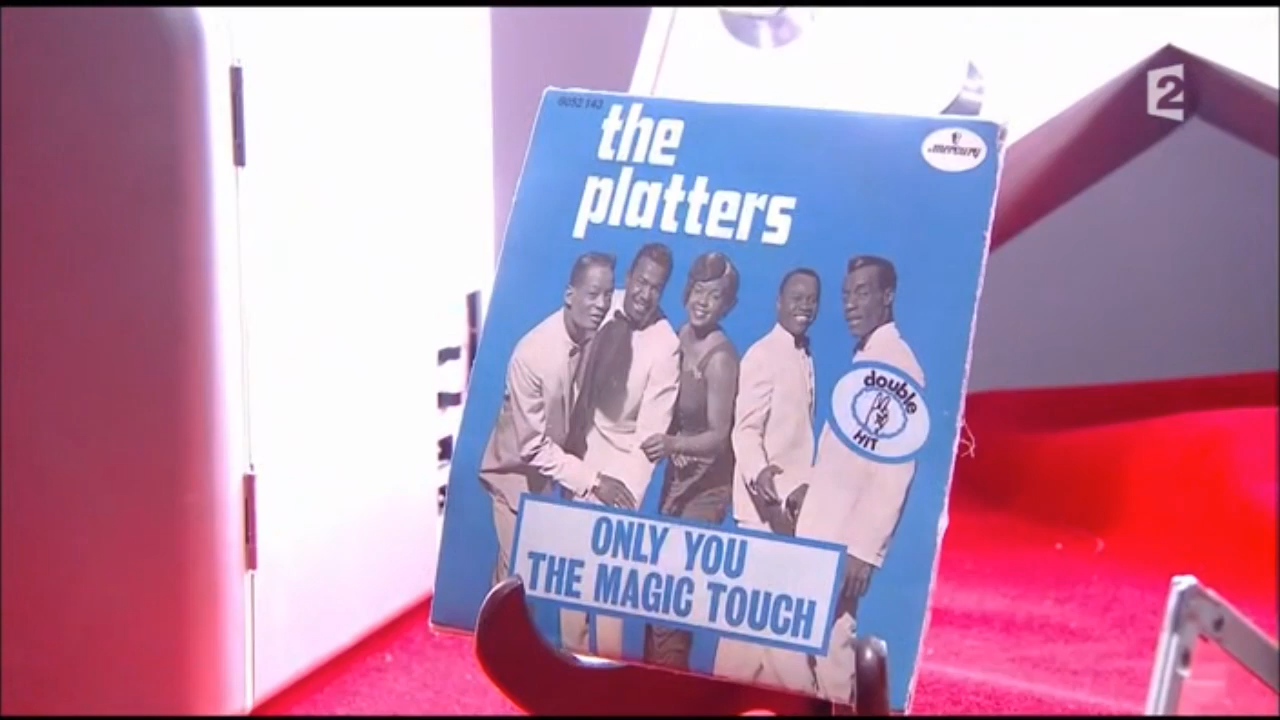 6052 143
the
platters
mercury
double
HIT
ONLY YOU
THE MAGIC TOUCH
2